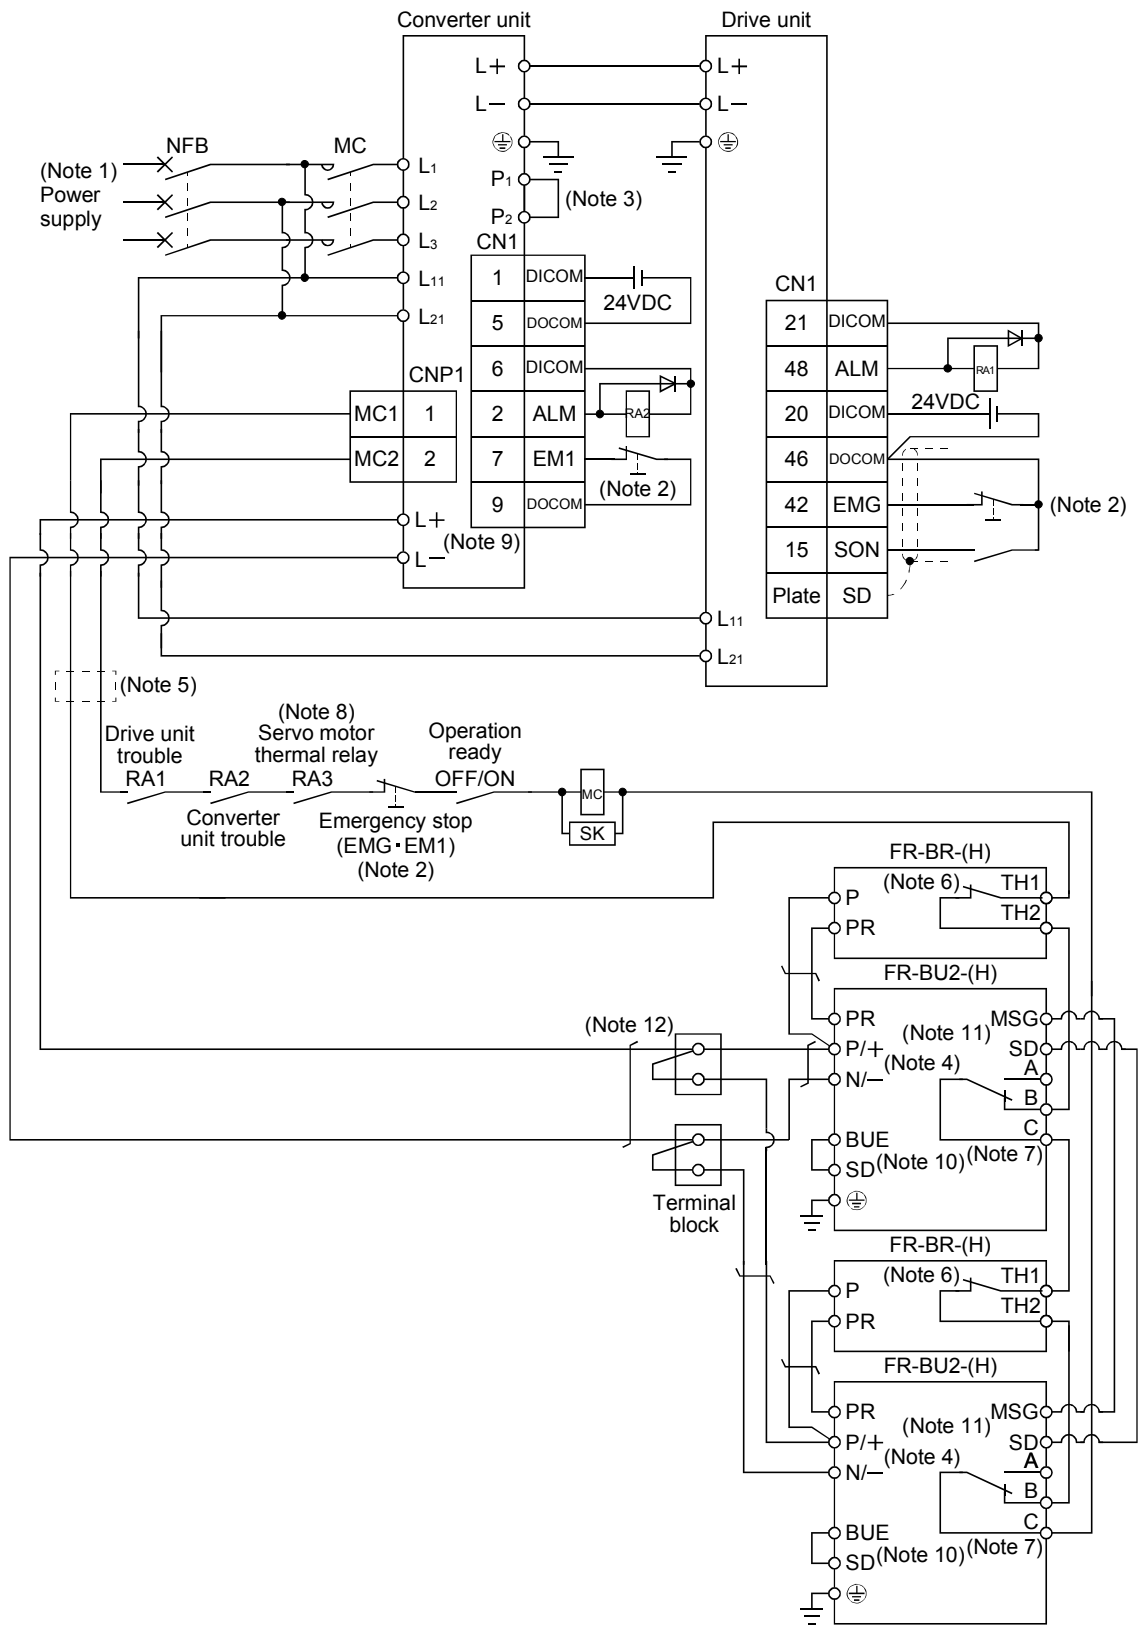 Converter unit
Drive unit
L+
L+
L−
L−
NFB
MC
(Note 1)
Power
supply
L1
P1
(Note 3)
L2
P2
L3
CN1
L11
1 DICOM
24VDC
CN1
L21
5 DOCOM
21 DICOM
CNP1
6 DICOM
48 ALM
RA1
MC1 1
2 ALM
RA2
20 DICOM
24VDC
MC2 2
7 EM1
(Note 2)
46 DOCOM
9 DOCOM
42 EMG
(Note 2)
L+
(Note 9)
L−
15 SON
Plate SD
L11
L21
(Note 5)
Drive unit
trouble
RA1
RA2
Converter
unit trouble
(Note 8)
Servo motor
thermal relay
RA3
Emergency stop
(EMG·EM1)
(Note 2)
Operation
ready
OFF/ON
MC
SK
FR-BR-(H)
(Note 6)
TH1
P
TH2
PR
FR-BU2-(H)
PR
(Note 11)
MSG
(Note 12)
P/+
(Note 4)
SD
N/−
A
B
C
BUE
SD
(Note 10)
(Note 7)
Terminal
block
FR-BR-(H)
(Note 6)
TH1
P
TH2
PR
FR-BU2-(H)
PR
(Note 11)
MSG
P/+
(Note 4)
SD
N/−
A
B
C
BUE
SD
(Note 10)
(Note 7)